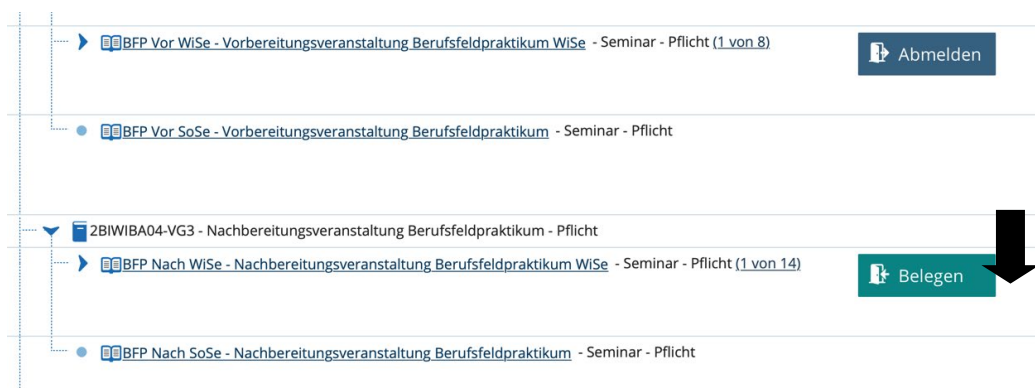 BFP Vor WiSe - Vorbereitungsveranstaltung Berufsfeldpraktikum WiSe - Seminar - Pflicht (1 von 8)
Abmelden
BFP Vor SoSe - Vorbereitungsveranstaltung Berufsfeldpraktikum - Seminar - Pflicht
2BIWIBA04-VG3 - Nachbereitungsveranstaltung Berufsfeldpraktikum - Pflicht
BFP Nach WiSe - Nachbereitungsveranstaltung Berufsfeldpraktikum WiSe - Seminar - Pflicht (1 von 14)
Belegen
BFP Nach SoSe - Nachbereitungsveranstaltung Berufsfeldpraktikum - Seminar - Pflicht